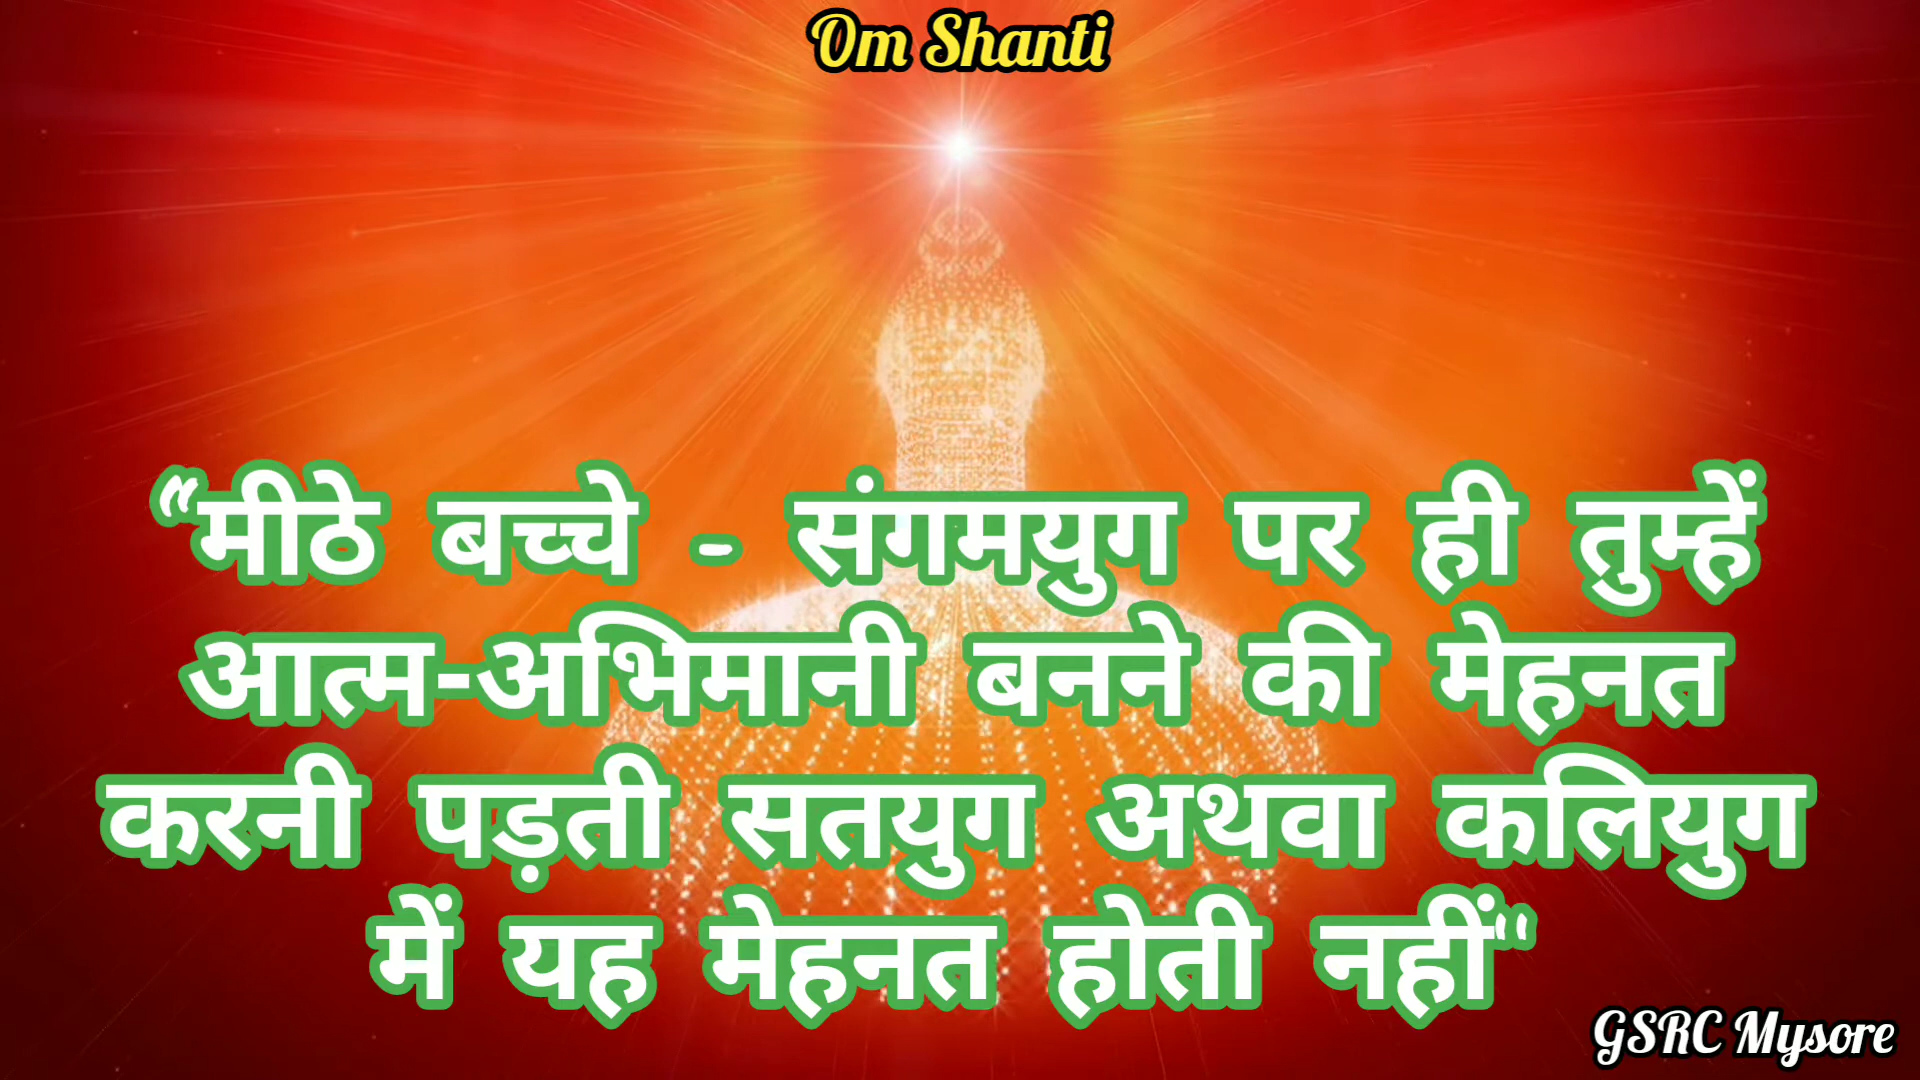 Om Shanti
“मीठे बच्चे - संगमयुग पर ही तुम्हें
आत्म-अभिमानी बनने की मेहनत
करनी पड़ती सतयुग अथवा कलियुग
में यह मेहनत होती नहीं"
GSRC Mysore